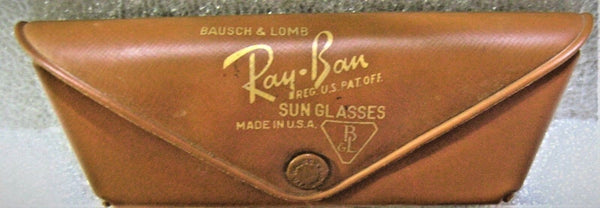 BAUSCH & LOMB
Ray-Ban
REG. U.S. PAT. OFF.
SUN GLASSES
MADE IN U.S.A.
B
&
L